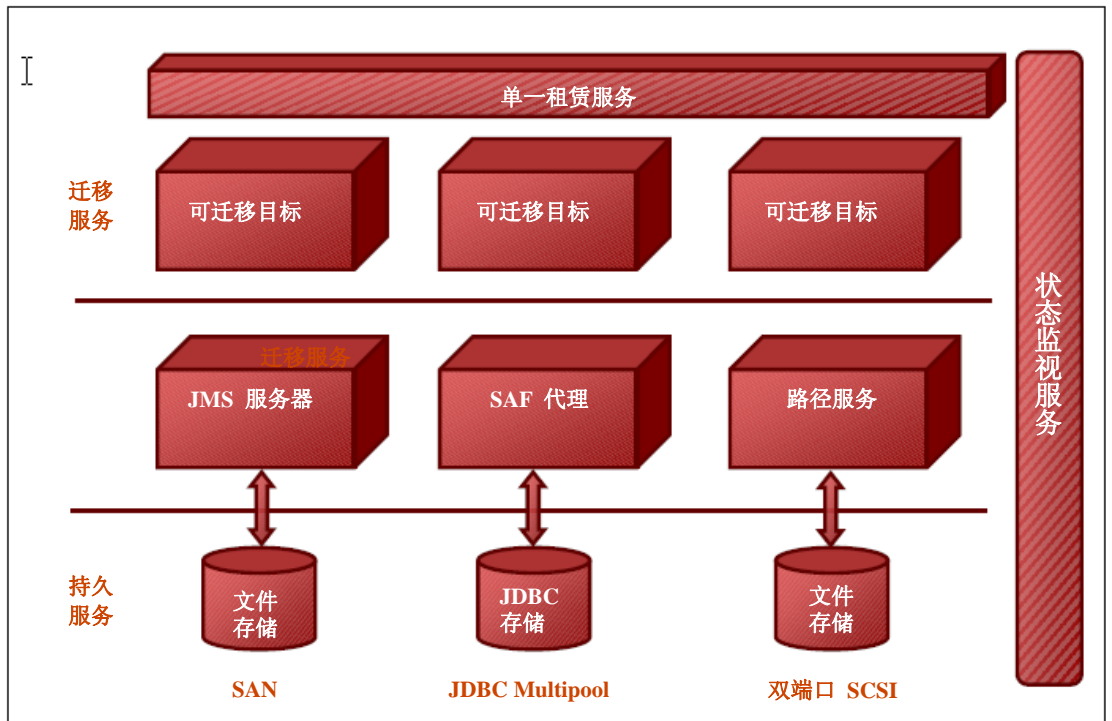 单一租赁服务
迁移
服务
可迁移目标
可迁移目标
可迁移目标
状态监视服务
迁移服务
JMS 服务器
SAF 代理
路径服务
持久
服务
文件
存储
JDBC
存储
文件
存储
SAN
JDBC Multipool
双端口 SCSI